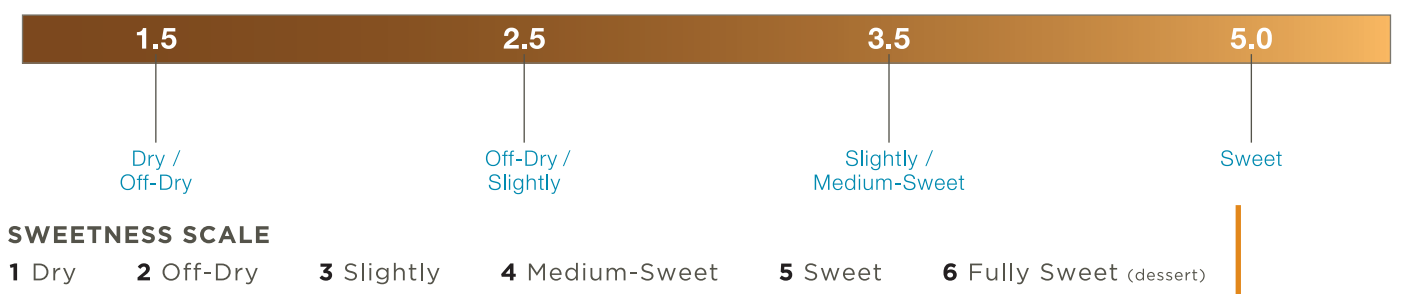 1.5 2.5 3.5 5.0
Dry / Off-Dry / Slightly / Sweet
Off-Dry Slightly Medium-Sweet
SWEETNESS SCALE
1 Dry 2 Off-Dry 3 Slightly 4 Medium-Sweet 5 Sweet 6 Fully Sweet (dessert)